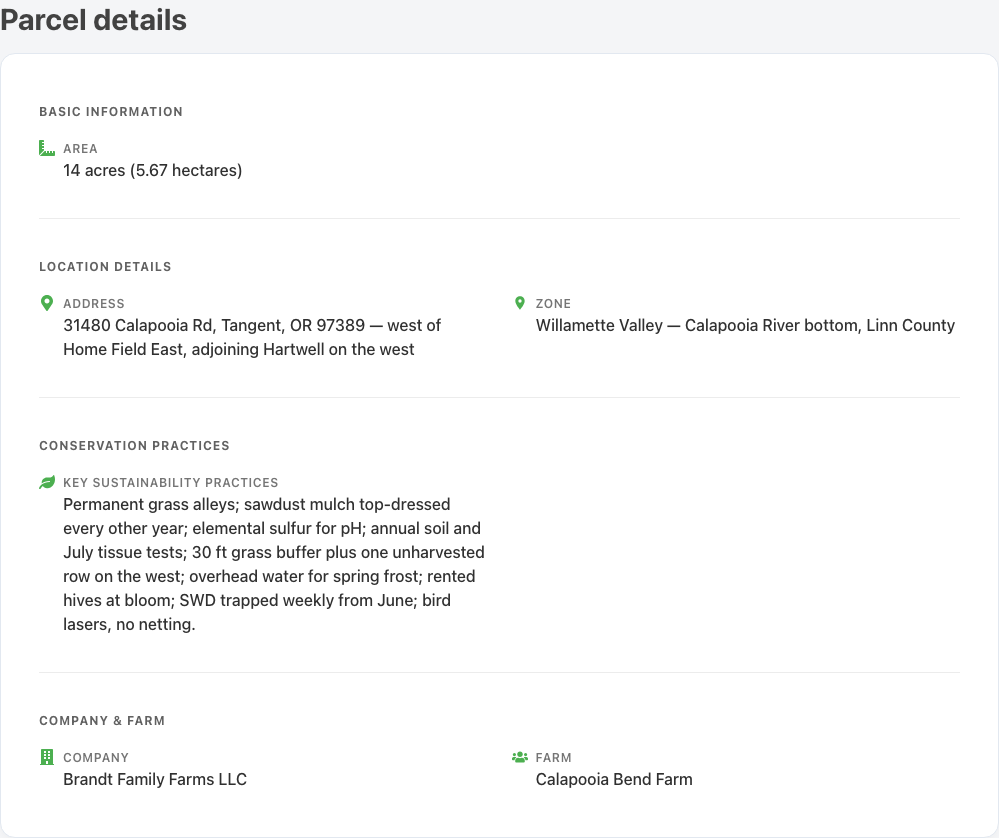 Parcel details
BASIC INFORMATION
AREA
14 acres (5.67 hectares)
LOCATION DETAILS
ADDRESS
31480 Calapooia Rd, Tangent, OR 97389 — west of
Home Field East, adjoining Hartwell on the west
ZONE
Willamette Valley — Calapooia River bottom, Linn County
CONSERVATION PRACTICES
KEY SUSTAINABILITY PRACTICES
Permanent grass alleys; sawdust mulch top-dressed
every other year; elemental sulfur for pH; annual soil and
July tissue tests; 30 ft grass buffer plus one unharvested
row on the west; overhead water for spring frost; rented
hives at bloom; SWD trapped weekly from June; bird
lasers, no netting.
COMPANY & FARM
COMPANY
Brandt Family Farms LLC
FARM
Calapooia Bend Farm